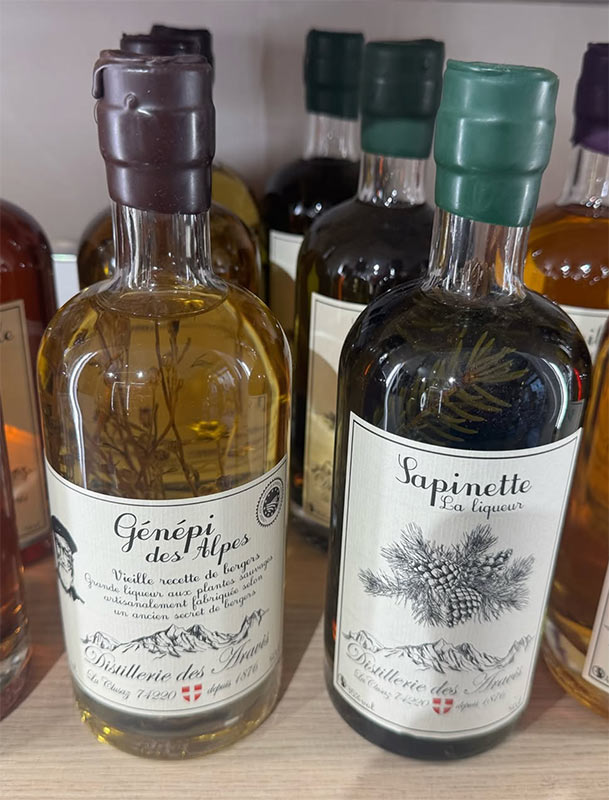 Génépi
des Alpes
Vieille recette de bergers
Grande liqueur aux plantes sauvages
artisanalement fabriquée selon
un ancien secret de bergers
Distillerie des Aravis
La Clusaz 74220 depuis 1876
Sapinette
La liqueur
Distillerie des Aravis
La Clusaz 74220 depuis 1876